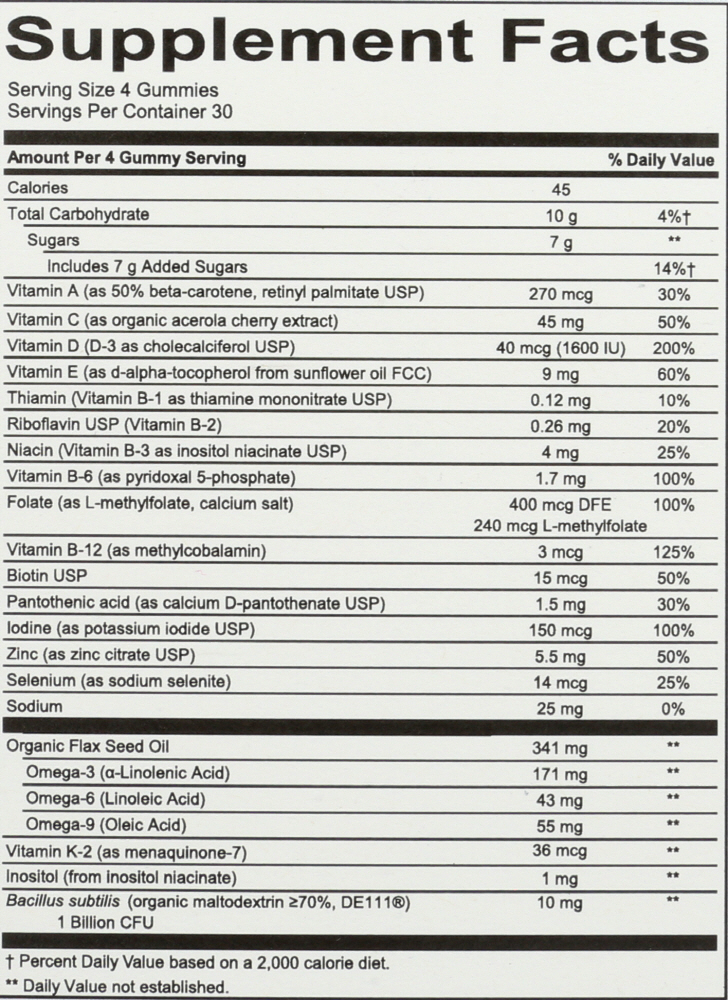 Supplement Facts
Serving Size 4 Gummies
Servings Per Container 30
Amount Per 4 Gummy Serving % Daily Value
Calories 45
Total Carbohydrate 10 g 4%†
Sugars 7 g **
Includes 7 g Added Sugars 14%†
Vitamin A (as 50% beta-carotene, retinyl palmitate USP) 270 mcg 30%
Vitamin C (as organic acerola cherry extract) 45 mg 50%
Vitamin D (D-3 as cholecalciferol USP) 40 mcg (1600 IU) 200%
Vitamin E (as d-alpha-tocopherol from sunflower oil FCC) 9 mg 60%
Thiamin (Vitamin B-1 as thiamine mononitrate USP) 0.12 mg 10%
Riboflavin USP (Vitamin B-2) 0.26 mg 20%
Niacin (Vitamin B-3 as inositol niacinate USP) 4 mg 25%
Vitamin B-6 (as pyridoxal 5-phosphate) 1.7 mg 100%
Folate (as L-methylfolate, calcium salt) 400 mcg DFE 100%
240 mcg L-methylfolate
Vitamin B-12 (as methylcobalamin) 3 mcg 125%
Biotin USP 15 mcg 50%
Pantothenic acid (as calcium D-pantothenate USP) 1.5 mg 30%
Iodine (as potassium iodide USP) 150 mcg 100%
Zinc (as zinc citrate USP) 5.5 mg 50%
Selenium (as sodium selenite) 14 mcg 25%
Sodium 25 mg 0%
Organic Flax Seed Oil 341 mg **
Omega-3 (α-Linolenic Acid) 171 mg **
Omega-6 (Linoleic Acid) 43 mg **
Omega-9 (Oleic Acid) 55 mg **
Vitamin K-2 (as menaquinone-7) 36 mcg **
Inositol (from inositol niacinate) 1 mg **
Bacillus subtilis (organic maltodextrin ≥70%, DE111®) 10 mg **
1 Billion CFU
† Percent Daily Value based on a 2,000 calorie diet.
** Daily Value not established.